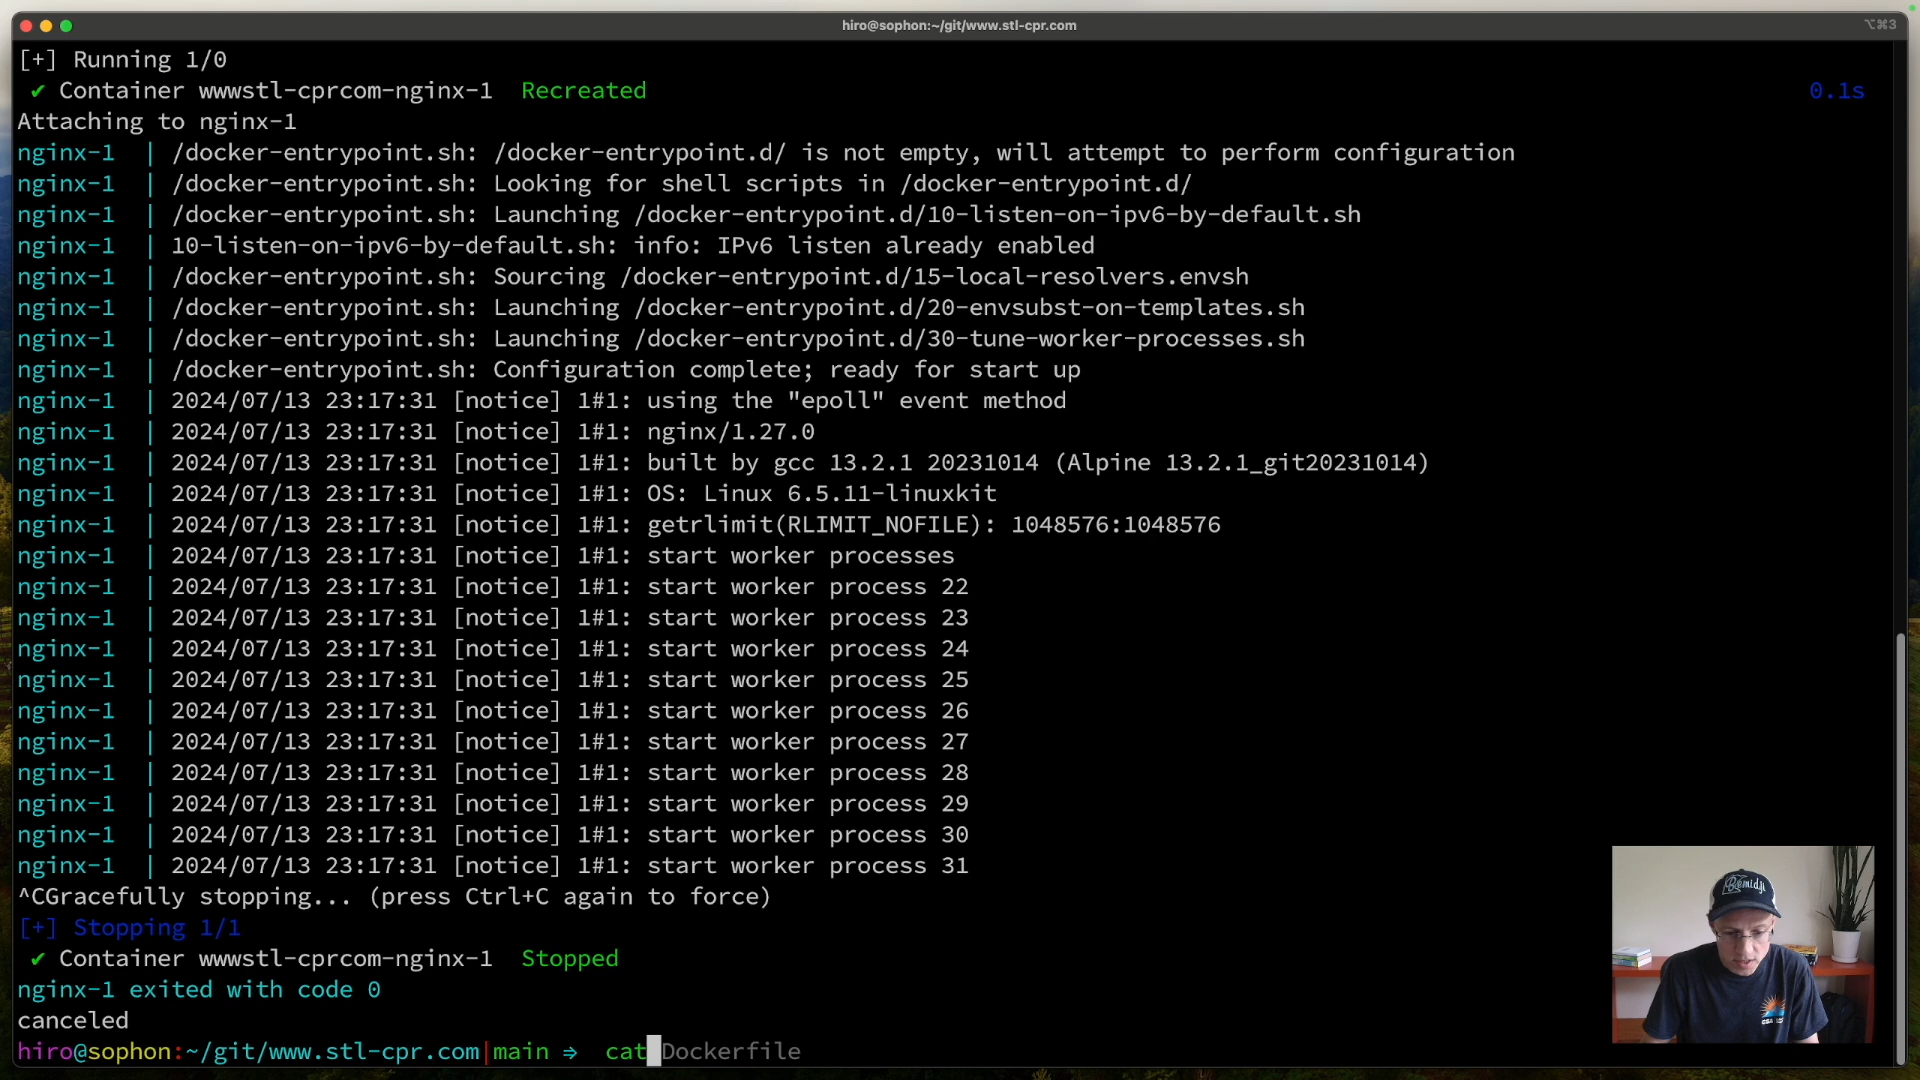 hiro@sophon:~/git/www.stl-cpr.com
⌥⌘3
[+] Running 1/0
✔ Container wwwstl-cprcom-nginx-1  Recreated 0.1s
Attaching to nginx-1
nginx-1  | /docker-entrypoint.sh: /docker-entrypoint.d/ is not empty, will attempt to perform configuration
nginx-1  | /docker-entrypoint.sh: Looking for shell scripts in /docker-entrypoint.d/
nginx-1  | /docker-entrypoint.sh: Launching /docker-entrypoint.d/10-listen-on-ipv6-by-default.sh
nginx-1  | 10-listen-on-ipv6-by-default.sh: info: IPv6 listen already enabled
nginx-1  | /docker-entrypoint.sh: Sourcing /docker-entrypoint.d/15-local-resolvers.envsh
nginx-1  | /docker-entrypoint.sh: Launching /docker-entrypoint.d/20-envsubst-on-templates.sh
nginx-1  | /docker-entrypoint.sh: Launching /docker-entrypoint.d/30-tune-worker-processes.sh
nginx-1  | /docker-entrypoint.sh: Configuration complete; ready for start up
nginx-1  | 2024/07/13 23:17:31 [notice] 1#1: using the "epoll" event method
nginx-1  | 2024/07/13 23:17:31 [notice] 1#1: nginx/1.27.0
nginx-1  | 2024/07/13 23:17:31 [notice] 1#1: built by gcc 13.2.1 20231014 (Alpine 13.2.1_git20231014)
nginx-1  | 2024/07/13 23:17:31 [notice] 1#1: OS: Linux 6.5.11-linuxkit
nginx-1  | 2024/07/13 23:17:31 [notice] 1#1: getrlimit(RLIMIT_NOFILE): 1048576:1048576
nginx-1  | 2024/07/13 23:17:31 [notice] 1#1: start worker processes
nginx-1  | 2024/07/13 23:17:31 [notice] 1#1: start worker process 22
nginx-1  | 2024/07/13 23:17:31 [notice] 1#1: start worker process 23
nginx-1  | 2024/07/13 23:17:31 [notice] 1#1: start worker process 24
nginx-1  | 2024/07/13 23:17:31 [notice] 1#1: start worker process 25
nginx-1  | 2024/07/13 23:17:31 [notice] 1#1: start worker process 26
nginx-1  | 2024/07/13 23:17:31 [notice] 1#1: start worker process 27
nginx-1  | 2024/07/13 23:17:31 [notice] 1#1: start worker process 28
nginx-1  | 2024/07/13 23:17:31 [notice] 1#1: start worker process 29
nginx-1  | 2024/07/13 23:17:31 [notice] 1#1: start worker process 30
nginx-1  | 2024/07/13 23:17:31 [notice] 1#1: start worker process 31
^CGracefully stopping... (press Ctrl+C again to force)
[+] Stopping 1/1
✔ Container wwwstl-cprcom-nginx-1  Stopped
nginx-1 exited with code 0
canceled
hiro@sophon:~/git/www.stl-cpr.com|main ⇒  cat Dockerfile
Bemidji